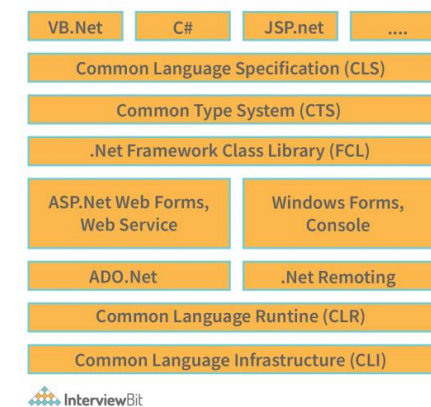 VB.Net
C#
JSP.net
....
Common Language Specification (CLS)
Common Type System (CTS)
.Net Framework Class Library (FCL)
ASP.Net Web Forms,
Web Service
Windows Forms,
Console
ADO.Net
.Net Remoting
Common Language Runtime (CLR)
Common Language Infrastructure (CLI)
InterviewBit